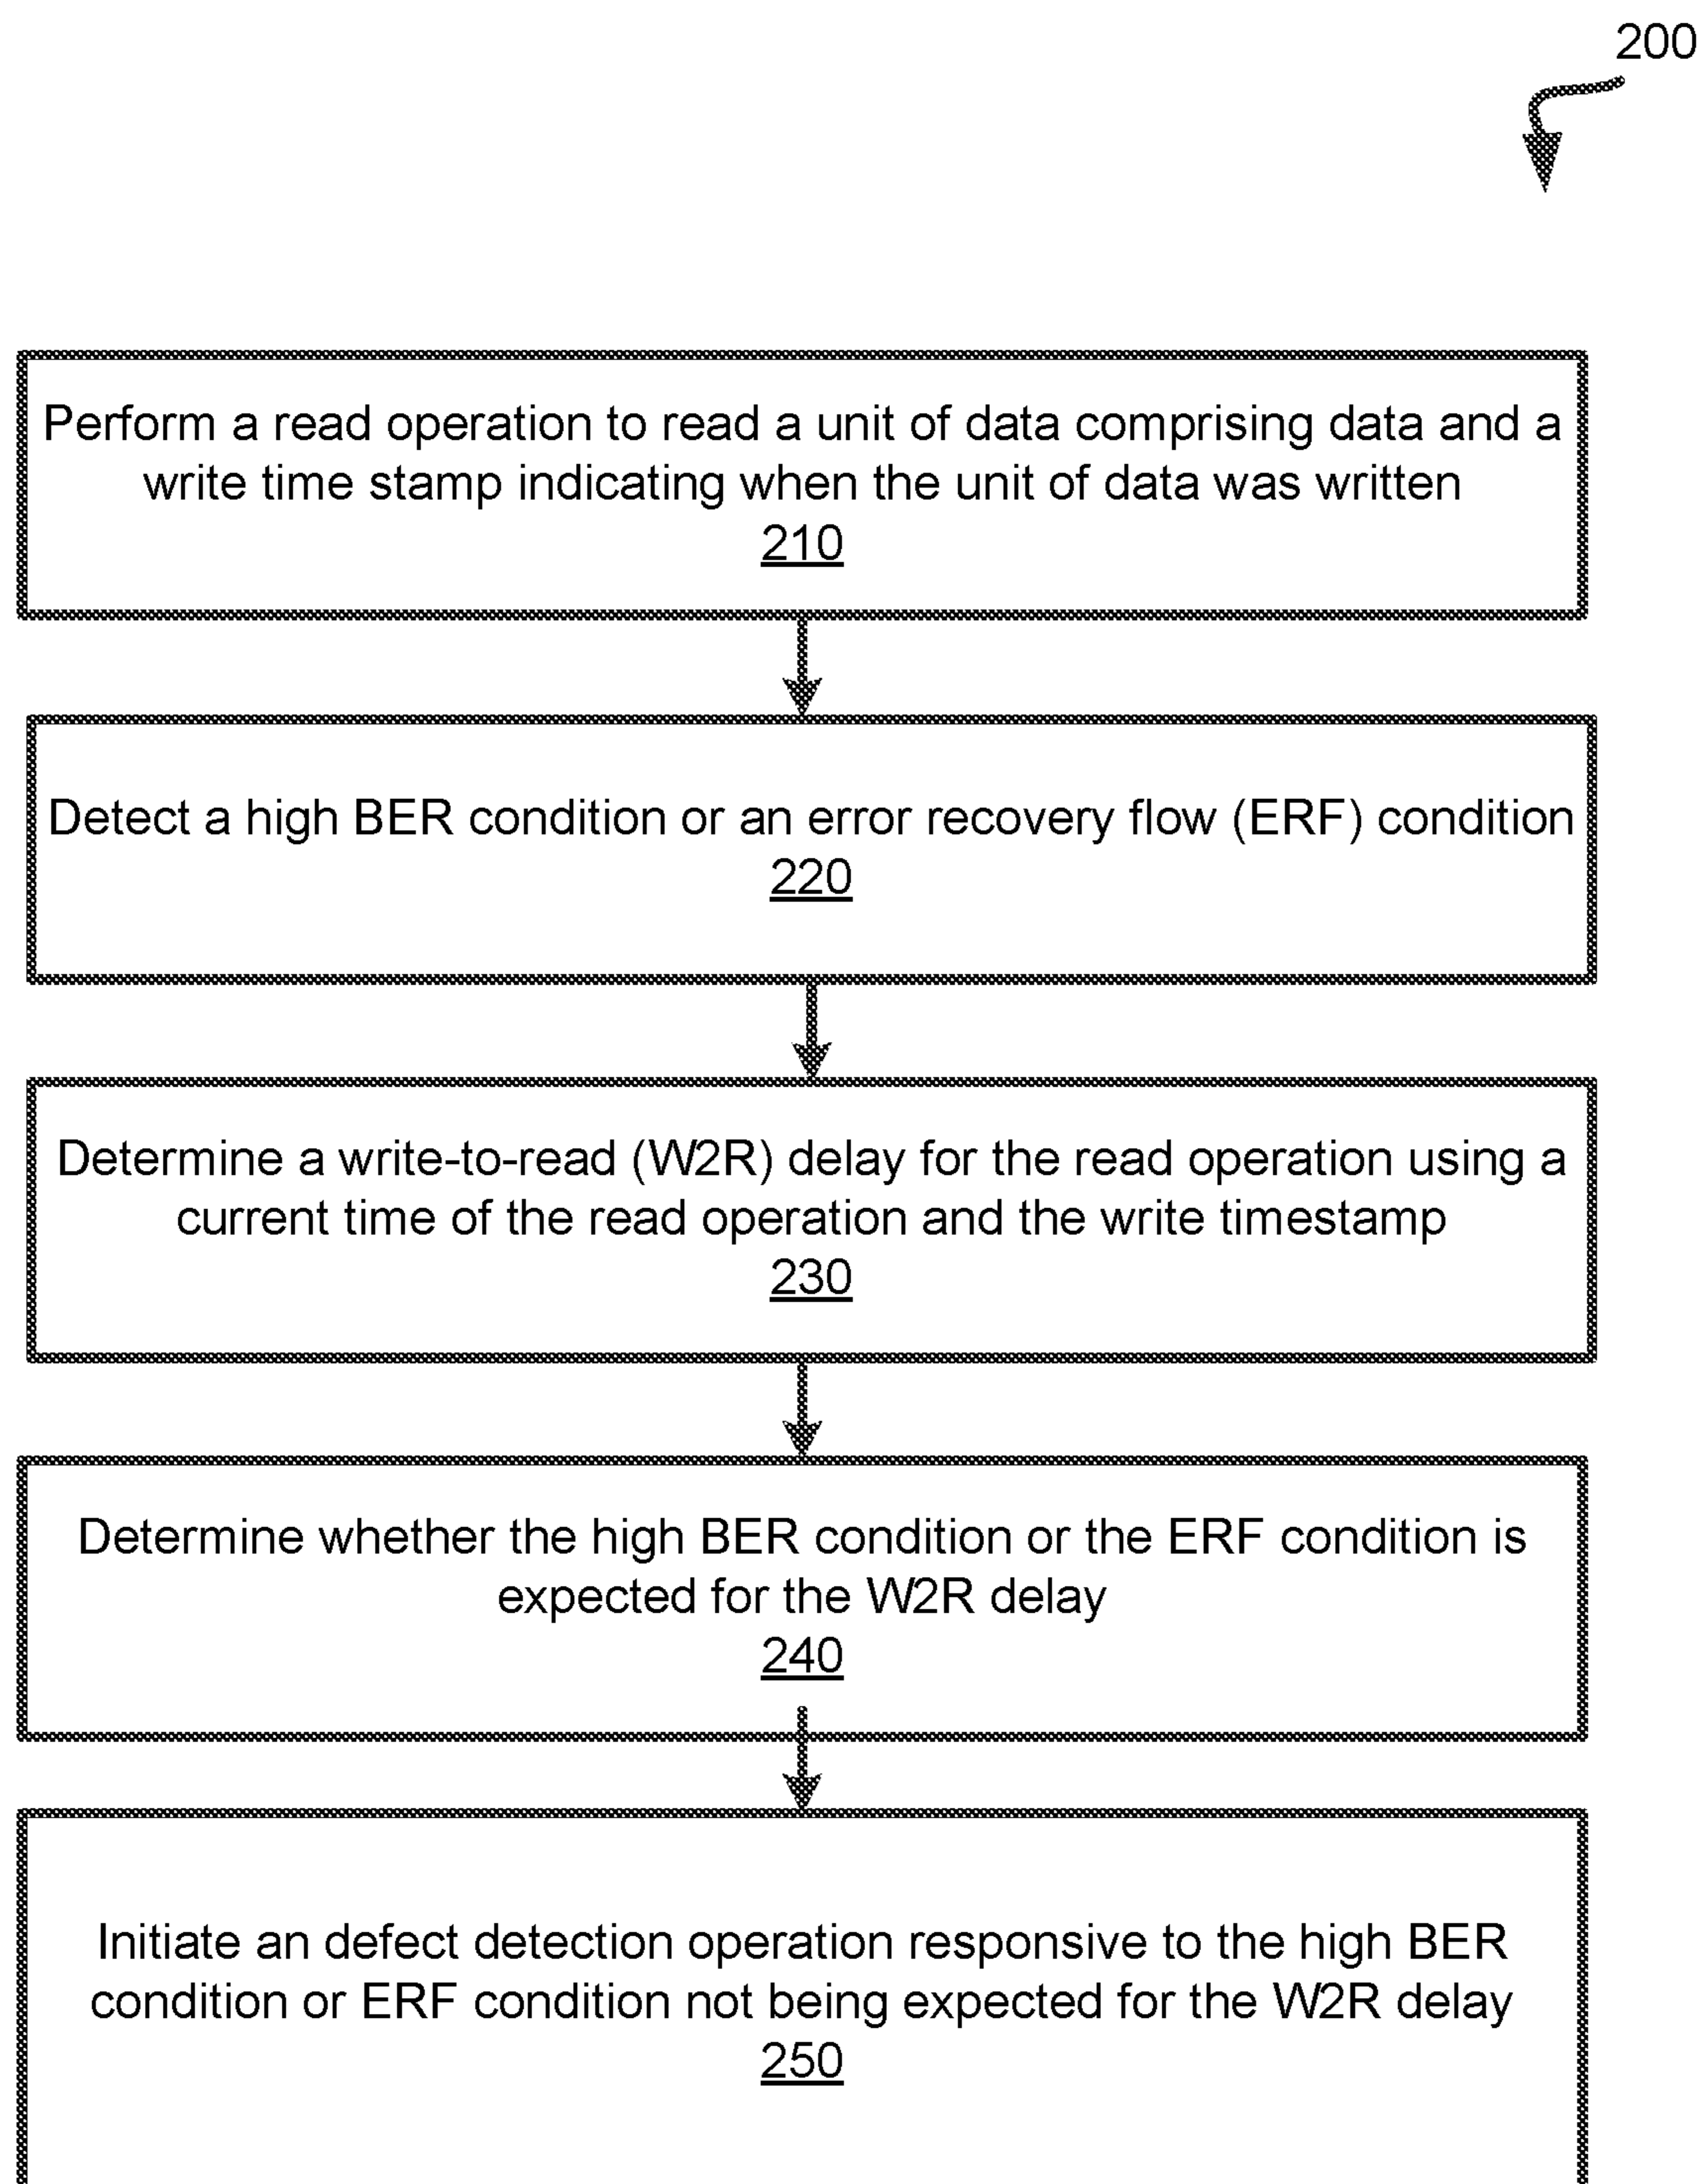 200
Perform a read operation to read a unit of data comprising data and a
write time stamp indicating when the unit of data was written
210
Detect a high BER condition or an error recovery flow (ERF) condition
220
Determine a write-to-read (W2R) delay for the read operation using a
current time of the read operation and the write timestamp
230
Determine whether the high BER condition or the ERF condition is
expected for the W2R delay
240
Initiate an defect detection operation responsive to the high BER
condition or ERF condition not being expected for the W2R delay
250